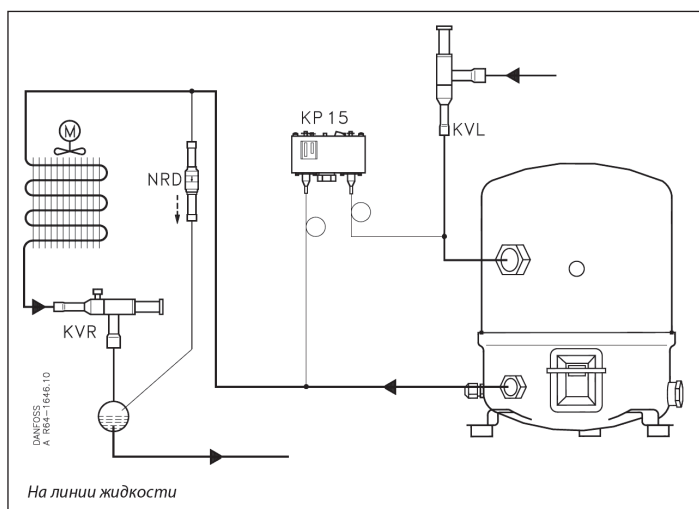 KP 15
KVL
M
NRD
KVR
DANFOSS
A R64-1646.10
На линии жидкости